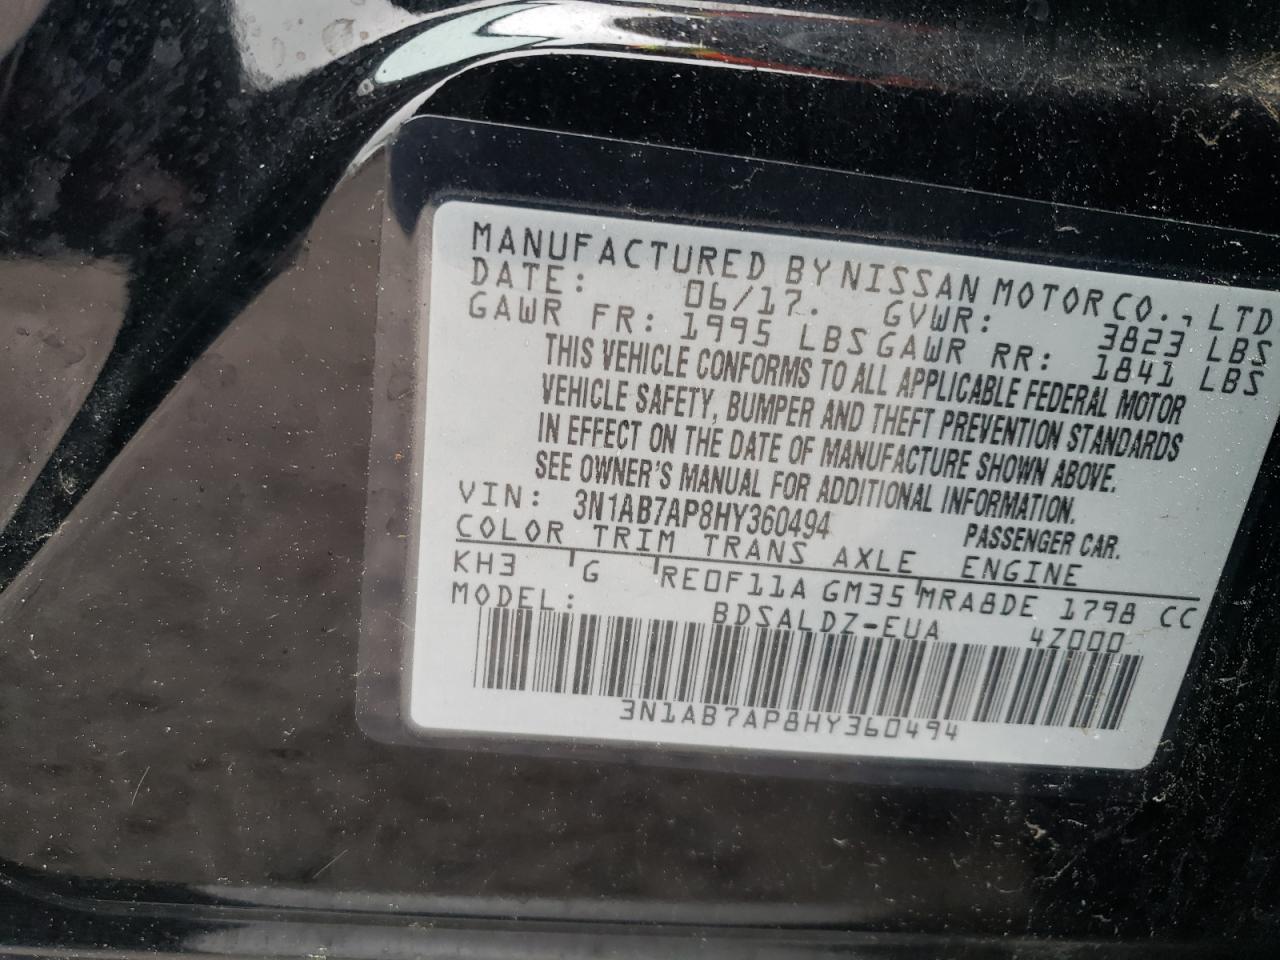 MANUFACTURED BY NISSAN MOTOR CO., LTD
DATE: 06/17. GVWR: 3823 LBS
GAWR FR: 1995 LBS GAWR RR: 1841 LBS
THIS VEHICLE CONFORMS TO ALL APPLICABLE FEDERAL MOTOR
VEHICLE SAFETY, BUMPER AND THEFT PREVENTION STANDARDS
IN EFFECT ON THE DATE OF MANUFACTURE SHOWN ABOVE.
SEE OWNER'S MANUAL FOR ADDITIONAL INFORMATION.
VIN: 3N1AB7AP8HY360494 PASSENGER CAR.
COLOR TRIM TRANS AXLE ENGINE
KH3 G RE0F11A GM35 MRA8DE 1798 CC
MODEL: BDSALDZ-EUA 4Z000
3N1AB7AP8HY360494